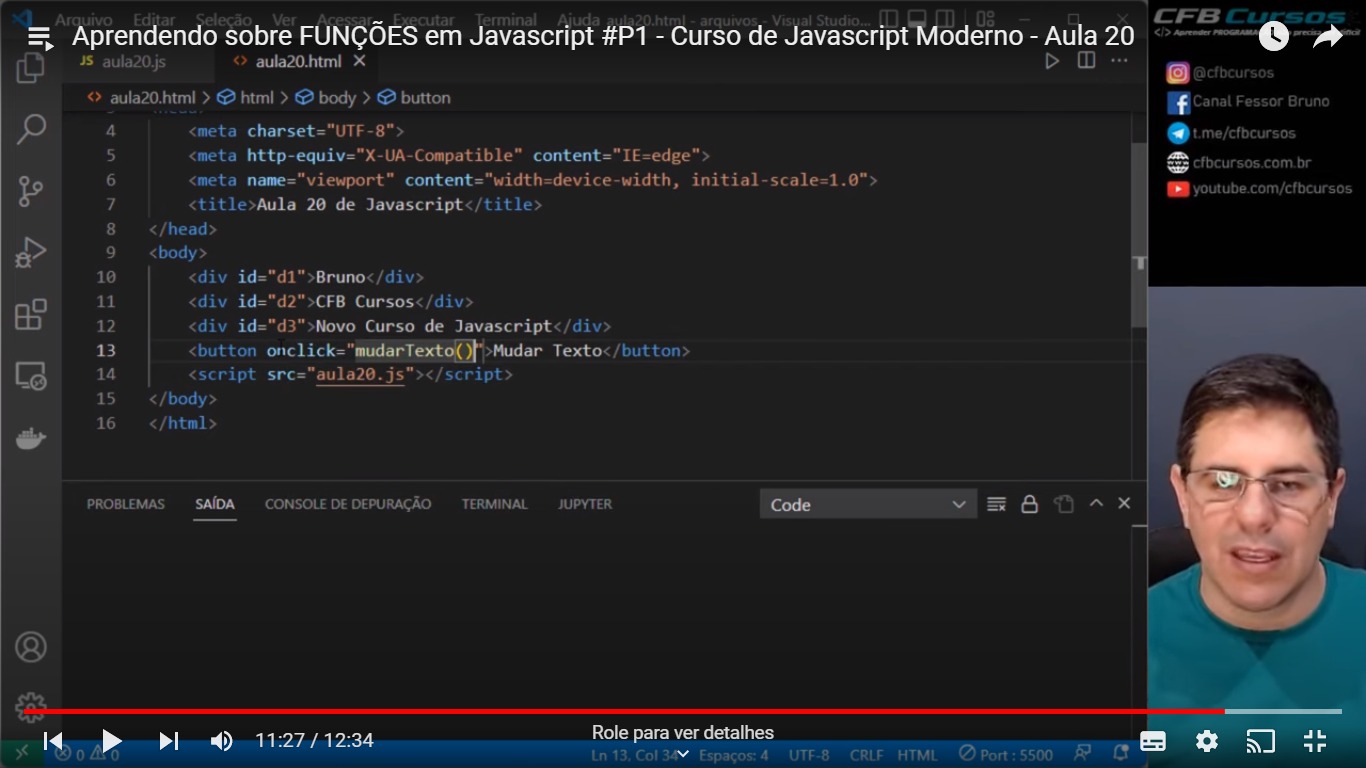 Arquivo Editar Seleção Ver Acessar Executar Terminal Ajuda aula20.html - arquivos - Visual Studio...
Aprendendo sobre FUNÇÕES em Javascript #P1 - Curso de Javascript Moderno - Aula 20
CFB Cursos
JS aula20.js <> aula20.html ×
@cfbcursos
Canal Fessor Bruno
t.me/cfbcursos
cfbcursos.com.br
youtube.com/cfbcursos
<> aula20.html > html > body > button
4 <meta charset="UTF-8">
5 <meta http-equiv="X-UA-Compatible" content="IE=edge">
6 <meta name="viewport" content="width=device-width, initial-scale=1.0">
7 <title>Aula 20 de Javascript</title>
8 </head>
9 <body>
10 <div id="d1">Bruno</div>
11 <div id="d2">CFB Cursos</div>
12 <div id="d3">Novo Curso de Javascript</div>
13 <button onclick="mudarTexto()">Mudar Texto</button>
14 <script src="aula20.js"></script>
15 </body>
16 </html>
PROBLEMAS SAÍDA CONSOLE DE DEPURAÇÃO TERMINAL JUPYTER Code
11:27 / 12:34
Role para ver detalhes
0 0 Ln 13, Col 34 Espaços: 4 UTF-8 CRLF HTML Port : 5500